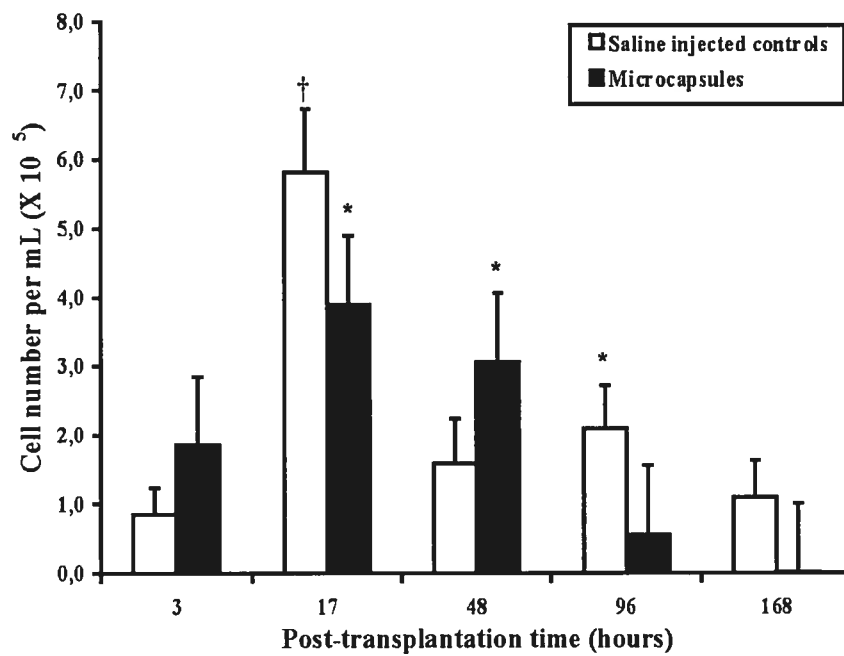 8,0
7,0
6,0
5,0
4,0
3,0
2,0
1,0
0,0
Cell number per mL (X 10 5)
Saline injected controls
Microcapsules
†
*
*
*
3 17 48 96 168
Post-transplantation time (hours)